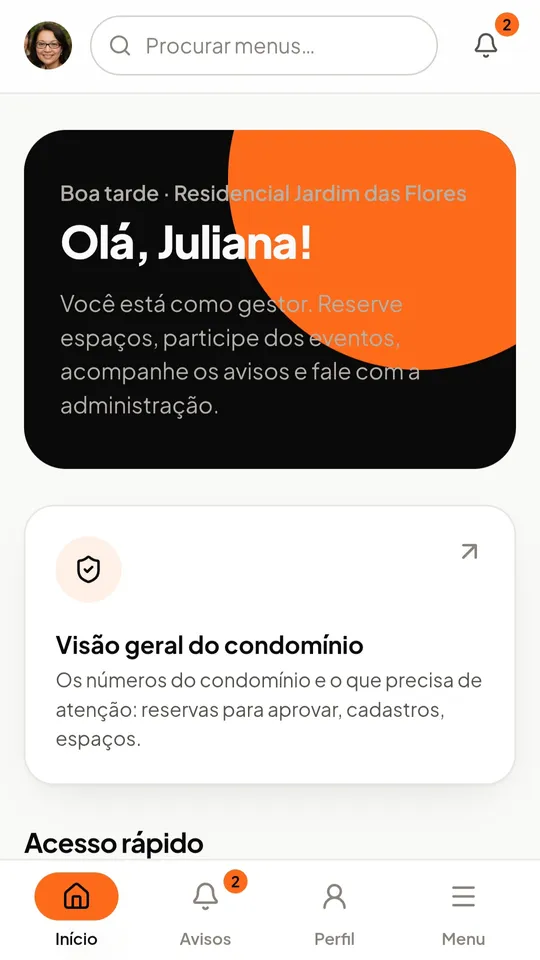 Procurar menus...
2
Boa tarde · Residencial Jardim das Flores
Olá, Juliana!
Você está como gestor. Reserve
espaços, participe dos eventos,
acompanhe os avisos e fale com a
administração.
Visão geral do condomínio
Os números do condomínio e o que precisa de
atenção: reservas para aprovar, cadastros,
espaços.
Acesso rápido
2
Início
Avisos
Perfil
Menu